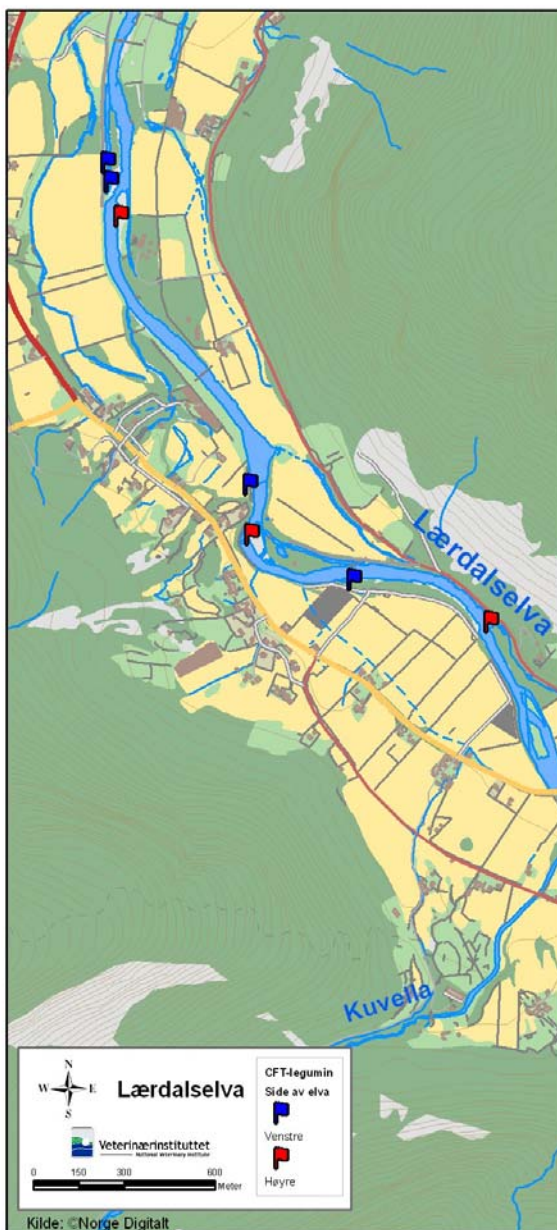 Lærdalselva
Kuvella
N
W E
S
Lærdalselva
Veterinærinstituttet
National Veterinary Institute
0 150 300 600
Meter
CFT-legumin
Side av elva
Venstre
Høyre
Kilde: ©Norge Digitalt